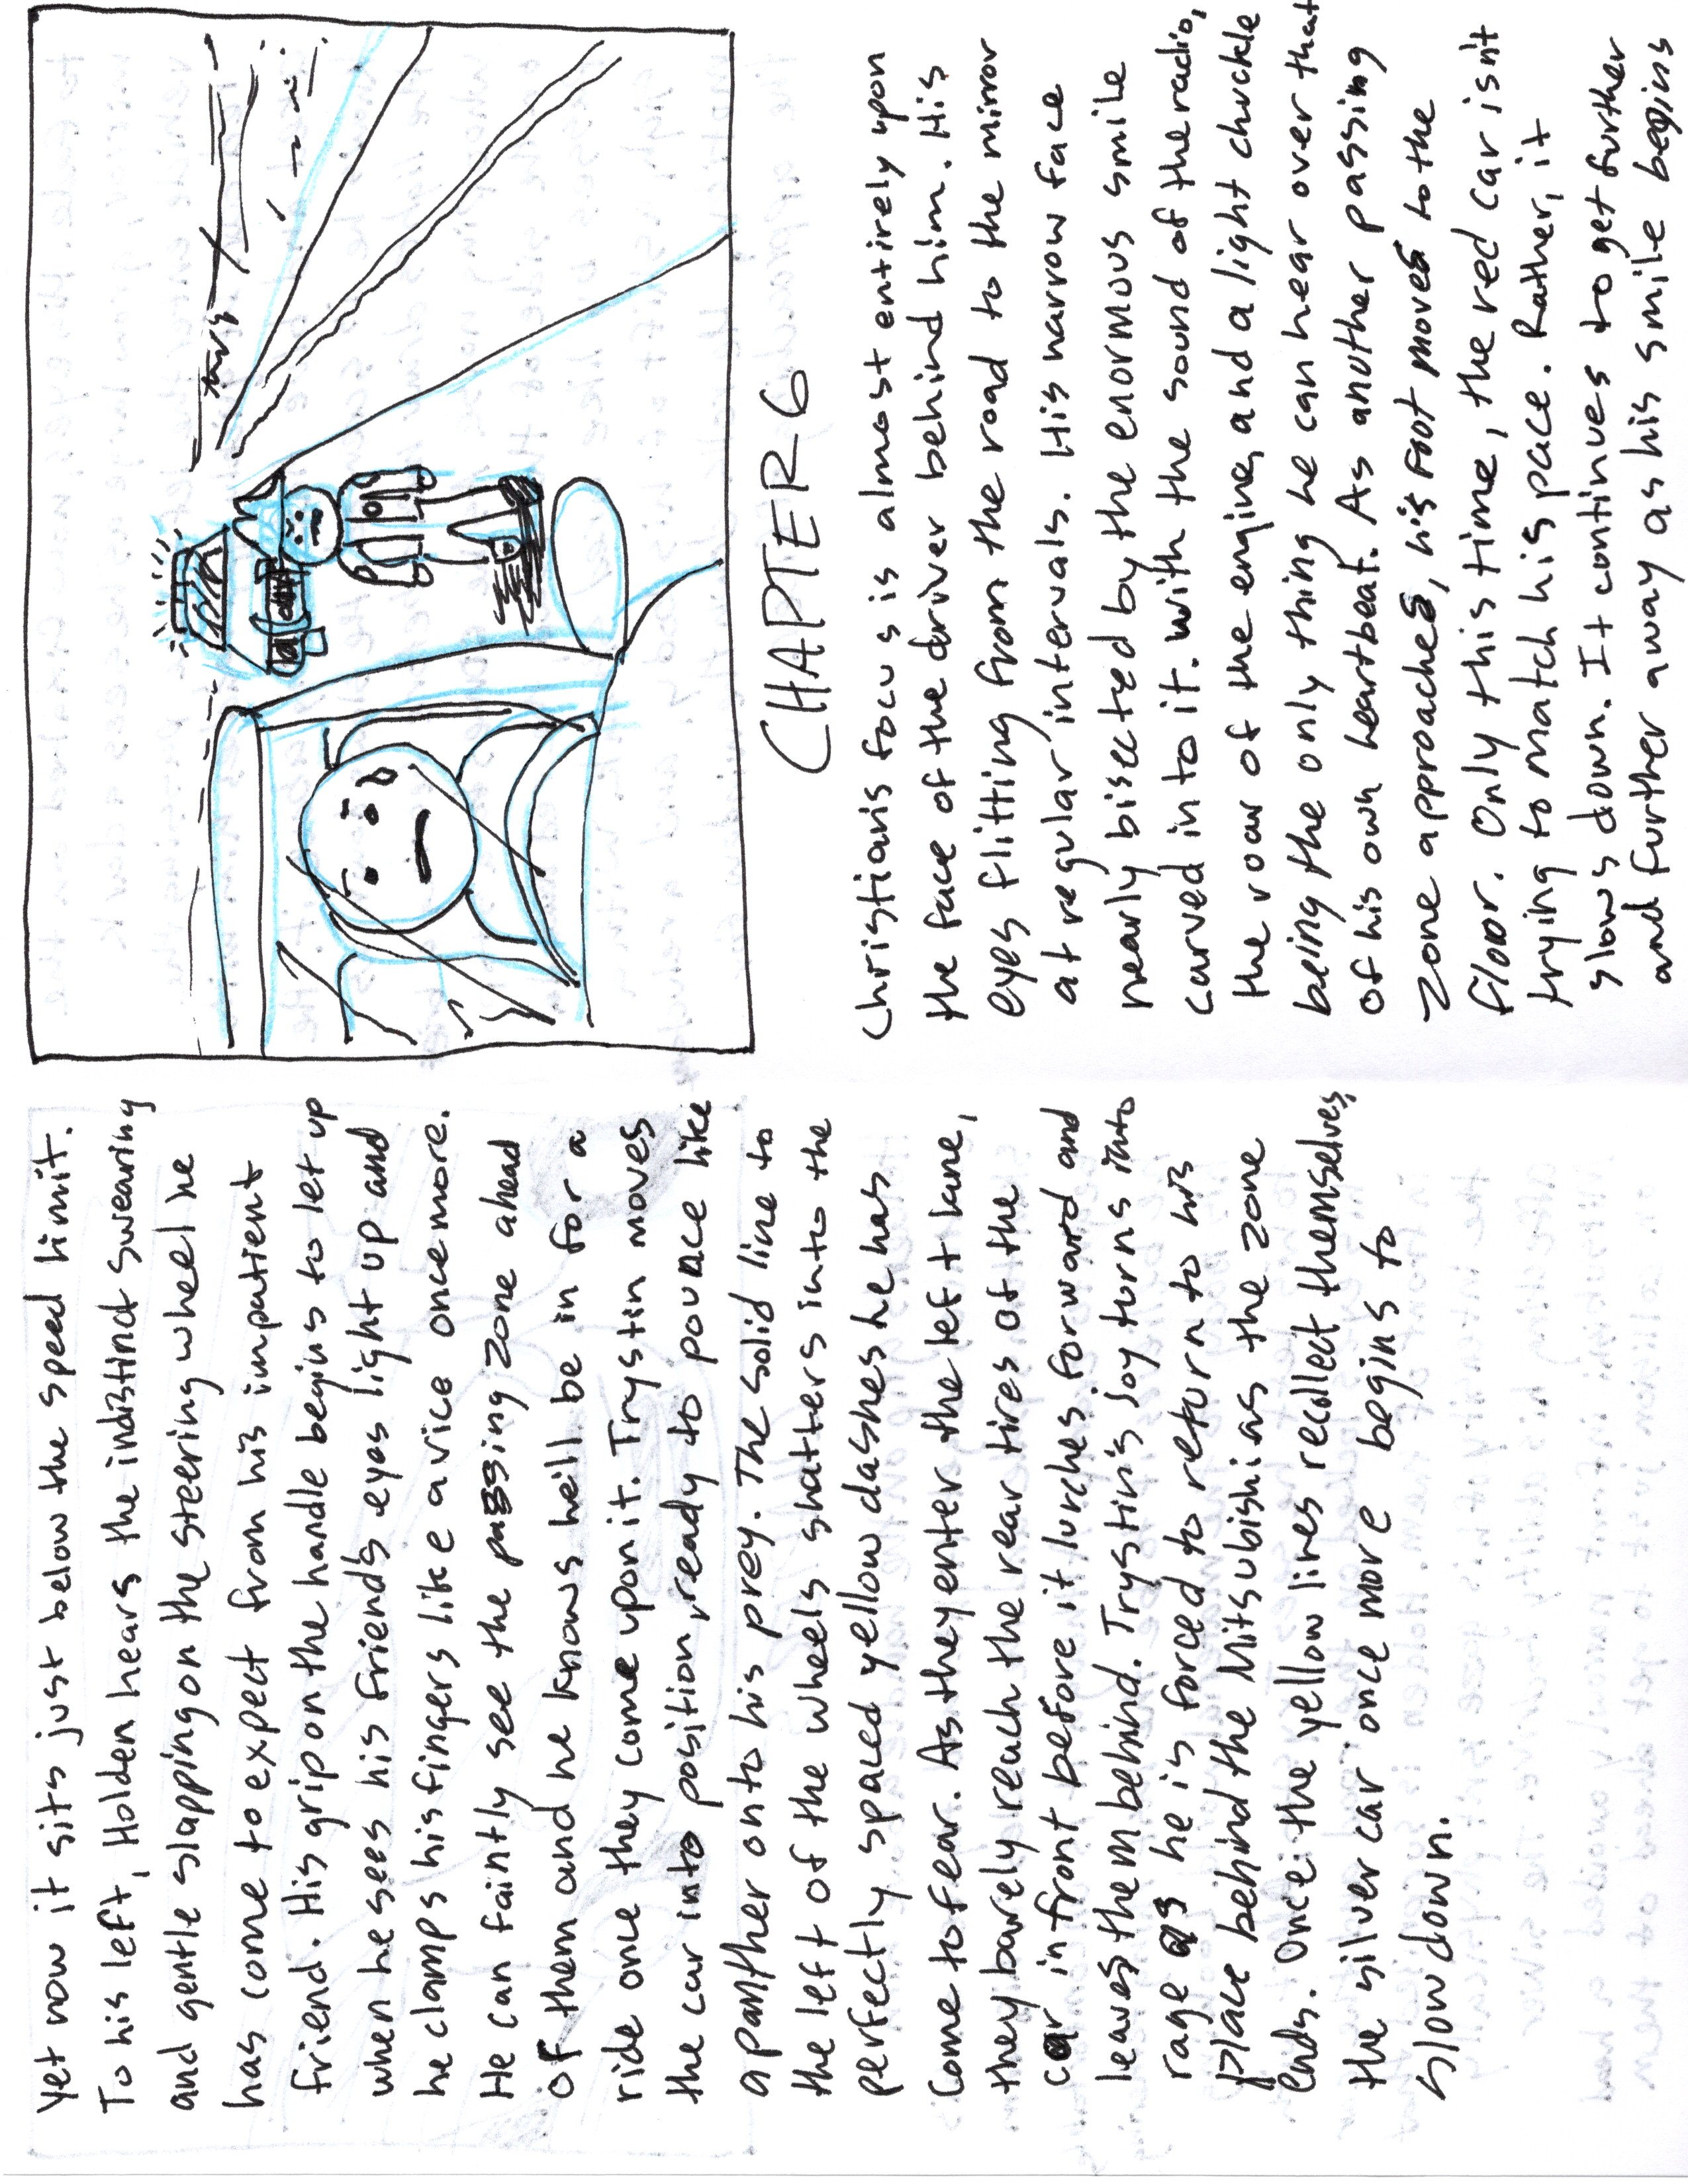 Yet now it sits just below the speed limit.
To his left, Holden hears the indistinct swearing
and gentle slapping on the steering wheel he
has come to expect from his impatient
friend. His grip on the handle begins to let up
when he sees his friend's eyes light up and
he clamps his fingers like a vice once more.
He can faintly see the passing zone ahead
of them and he knows he'll be in for a
ride once they come upon it. Trystin moves
the car into position, ready to pounce like
a panther onto his prey. The solid line to
the left of the wheels shatters into the
perfectly spaced yellow dashes he has
come to fear. As they enter the left lane,
they barely reach the rear tires of the
car in front before it lurches forward and
leaves them behind. Trystin's joy turns into
rage as he is forced to return to his
place behind the Mitsubishi as the zone
ends. Once the yellow lines recollect themselves,
the silver car once more begins to
slow down.
CHAPTER 6
Christian's focus is almost entirely upon
the face of the driver behind him. His
eyes flitting from the road to the mirror
at regular intervals. His narrow face
nearly bisected by the enormous smile
carved into it. With the sound of the radio,
the roar of the engine, and a light chuckle
being the only thing he can hear over that
of his own heartbeat. As another passing
zone approaches, his foot moves to the
floor. Only this time, the red car isn't
trying to match his pace. Rather, it
slows down. It continues to get further
and further away as his smile begins